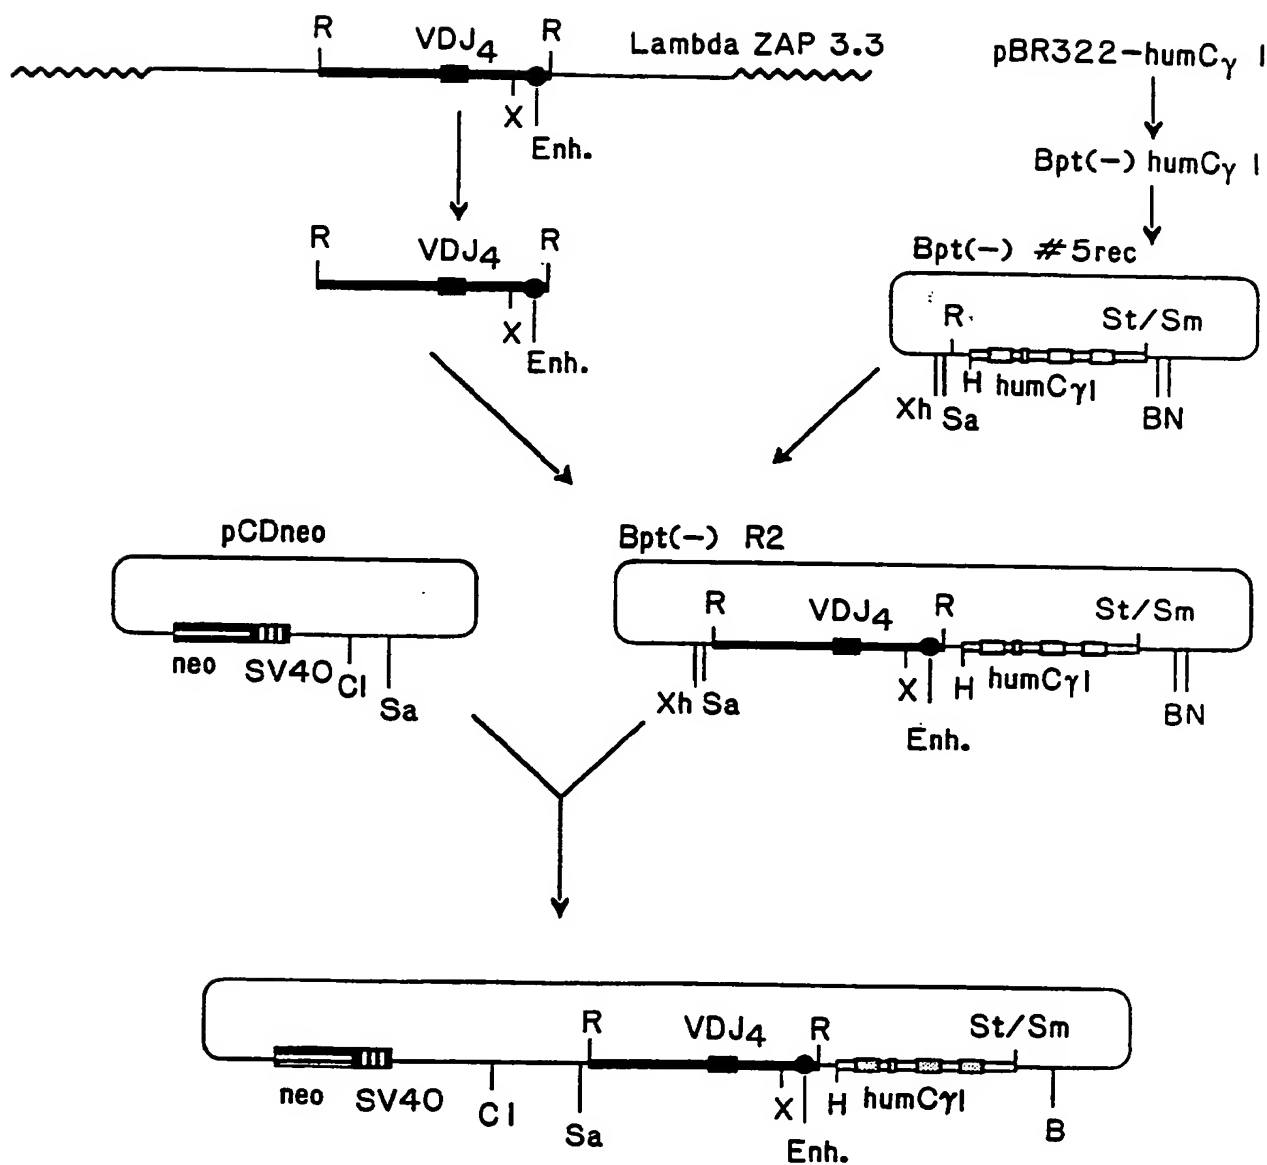 R VDJ4 R Lambda ZAP 3.3
X
Enh.
pBR322-humCγ 1
Bpt(-) humCγ 1
R VDJ4 R
X
Enh.
Bpt(-) #5rec
R St/Sm
H humCγ1
Xh Sa BN
pCDneo
neo SV40 Cl
Sa
Bpt(-) R2
R VDJ4 R St/Sm
Xh Sa X H humCγ1 BN
Enh.
R VDJ4 R St/Sm
neo SV40 Cl Sa X H humCγ1 B
Enh.